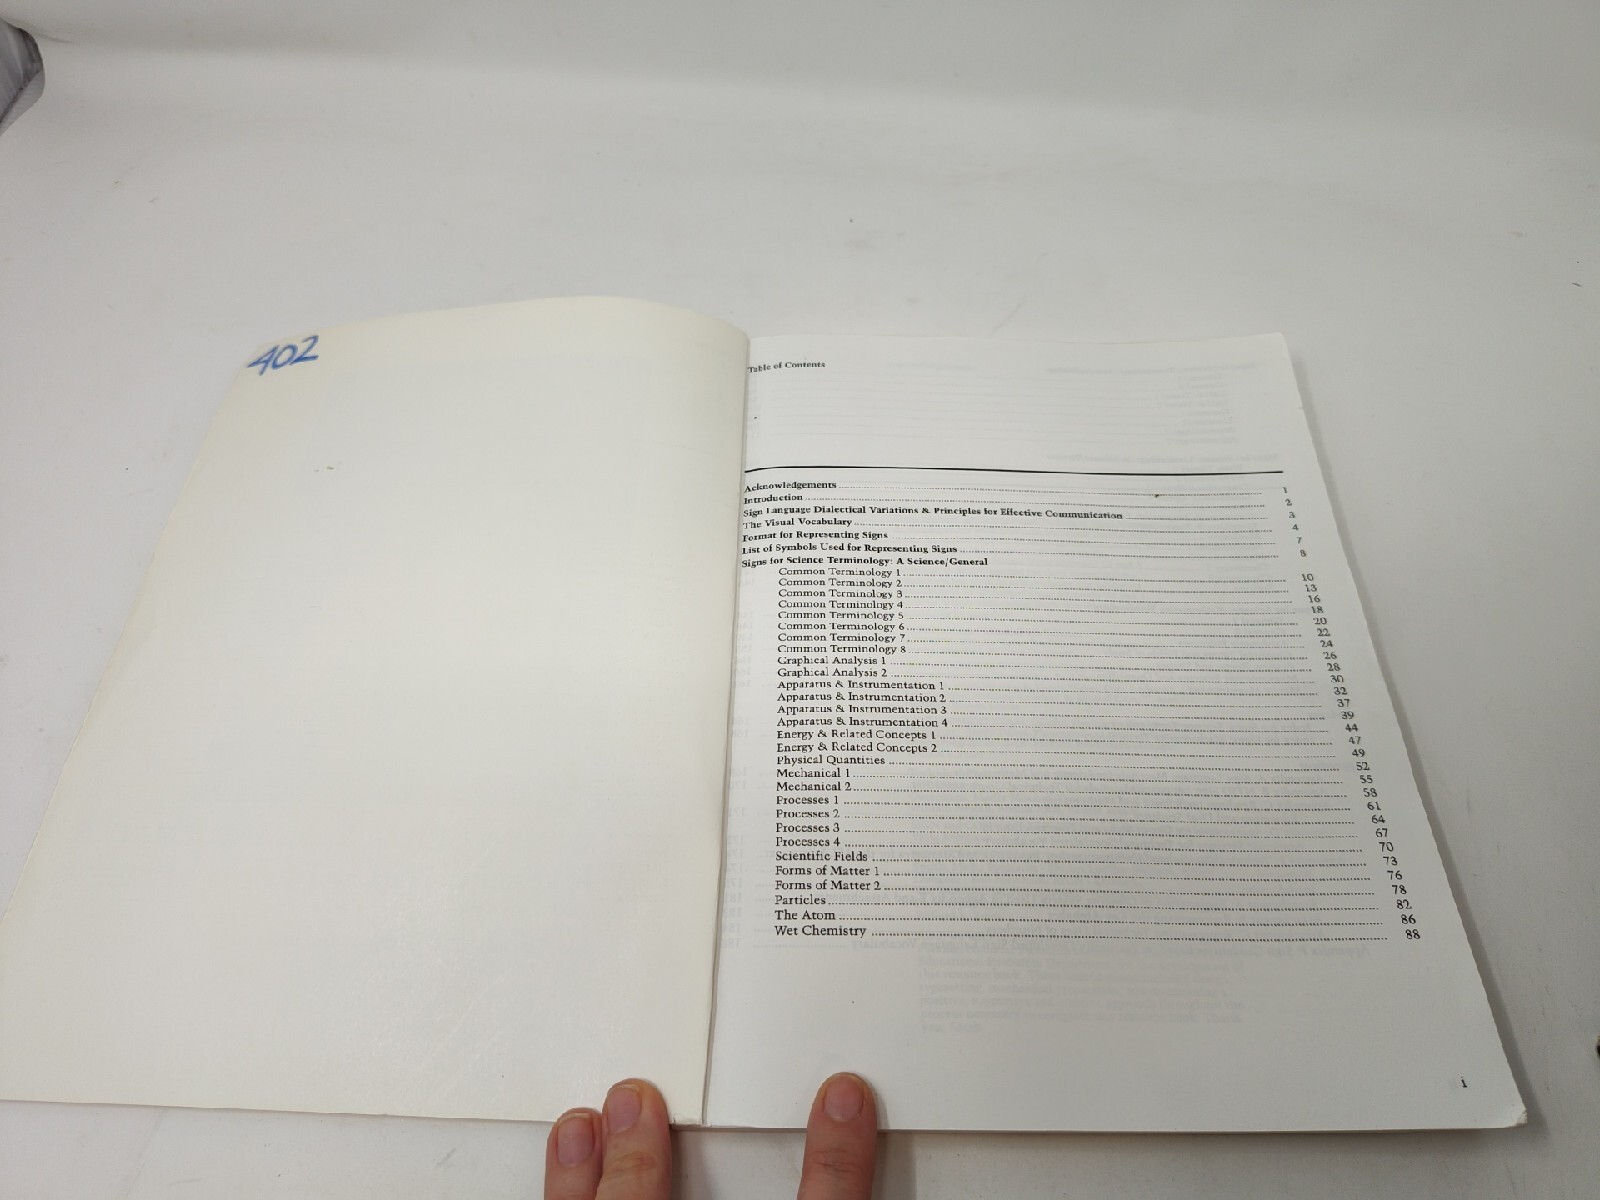 402
Table of Contents
Acknowledgements 1
Introduction 2
Sign Language Dialectical Variations & Principles for Effective Communication 3
The Visual Vocabulary 4
Format for Representing Signs 7
List of Symbols Used for Representing Signs 8
Signs for Science Terminology: A Science/General
Common Terminology 1 10
Common Terminology 2 13
Common Terminology 3 16
Common Terminology 4 18
Common Terminology 5 20
Common Terminology 6 22
Common Terminology 7 24
Common Terminology 8 26
Graphical Analysis 1 28
Graphical Analysis 2 30
Apparatus & Instrumentation 1 32
Apparatus & Instrumentation 2 37
Apparatus & Instrumentation 3 39
Apparatus & Instrumentation 4 44
Energy & Related Concepts 1 47
Energy & Related Concepts 2 49
Physical Quantities 52
Mechanical 1 55
Mechanical 2 58
Processes 1 61
Processes 2 64
Processes 3 67
Processes 4 70
Scientific Fields 73
Forms of Matter 1 76
Forms of Matter 2 78
Particles 82
The Atom 86
Wet Chemistry 88
i